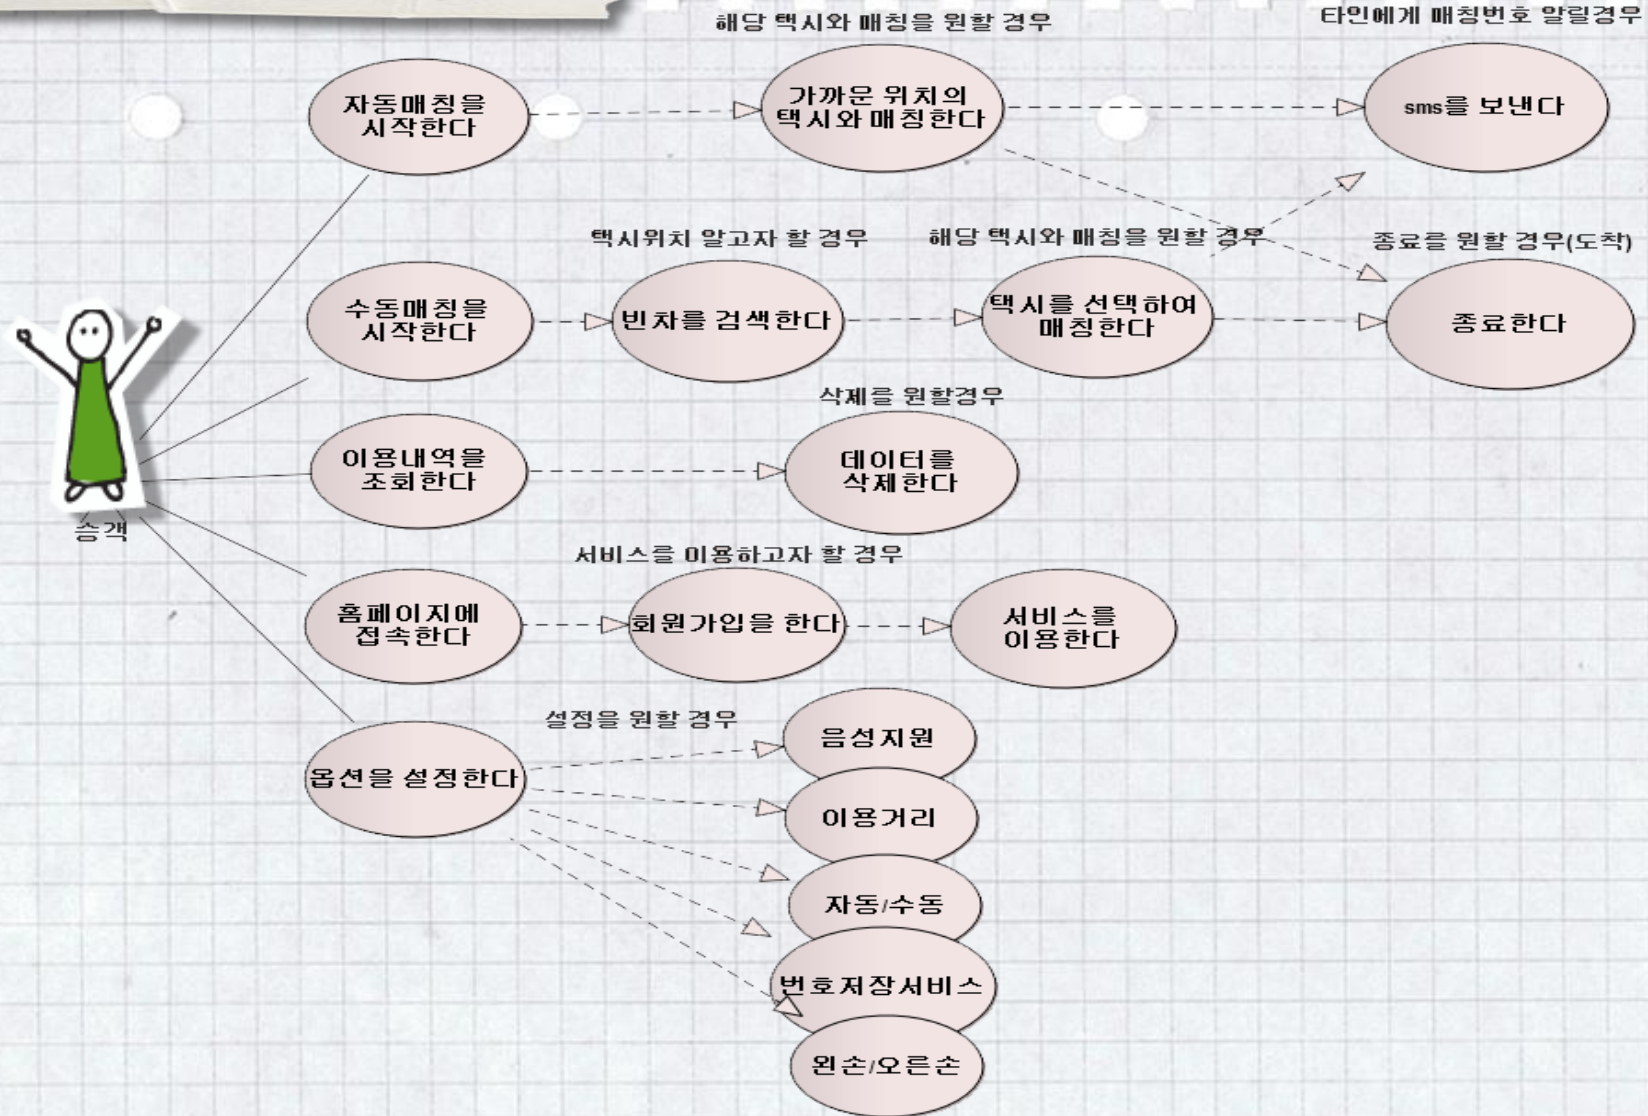 해당 택시와 매칭을 원할 경우
타인에게 매칭번호 알릴경우
자동매칭을
시작한다
가까운 위치의
택시와 매칭한다
sms를 보낸다
택시위치 알고자 할 경우
해당 택시와 매칭을 원할 경우
종료를 원할 경우(도착)
수동매칭을
시작한다
빈차를 검색한다
택시를 선택하여
매칭한다
종료한다
삭제를 원할경우
이용내역을
조회한다
데이터를
삭제한다
승객
서비스를 이용하고자 할 경우
홈페이지에
접속한다
회원가입을 한다
서비스를
이용한다
설정을 원할 경우
옵션을 설정한다
음성지원
이용거리
자동/수동
번호저장서비스
왼손/오른손